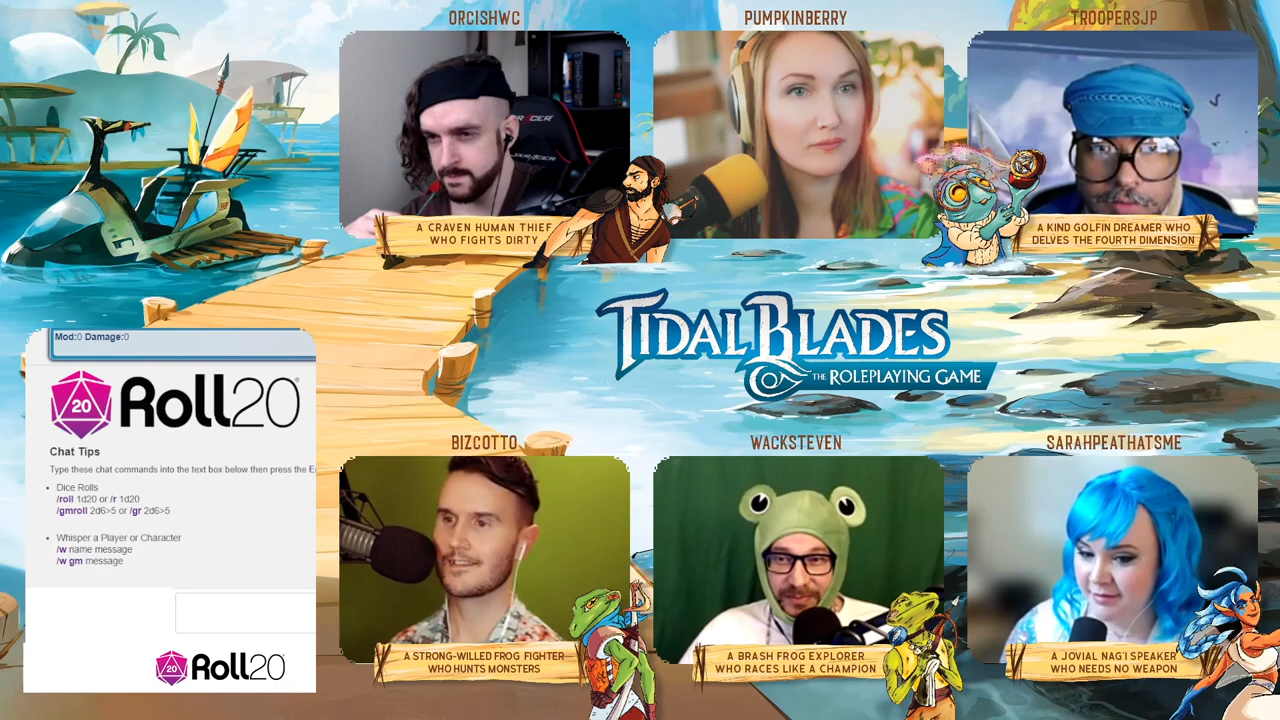 ORCISHWC
PUMPKINBERRY
TROOPERSJP
A CRAVEN HUMAN THIEF
WHO FIGHTS DIRTY
A KIND GOLFIN DREAMER WHO
DELVES THE FOURTH DIMENSION
TIDAL BLADES
THE ROLEPLAYING GAME
Mod:0 Damage:0
20 Roll20
Chat Tips
Type these chat commands into the text box below then press the E
Dice Rolls
/roll 1d20 or /r 1d20
/gmroll 2d6>5 or /gr 2d6>5
Whisper a Player or Character
/w name message
/w gm message
20 Roll20
BIZCOTTO
WACKSTEVEN
SARAHPEATHATSME
A STRONG-WILLED FROG FIGHTER
WHO HUNTS MONSTERS
A BRASH FROG EXPLORER
WHO RACES LIKE A CHAMPION
A JOVIAL NAG'I SPEAKER
WHO NEEDS NO WEAPON